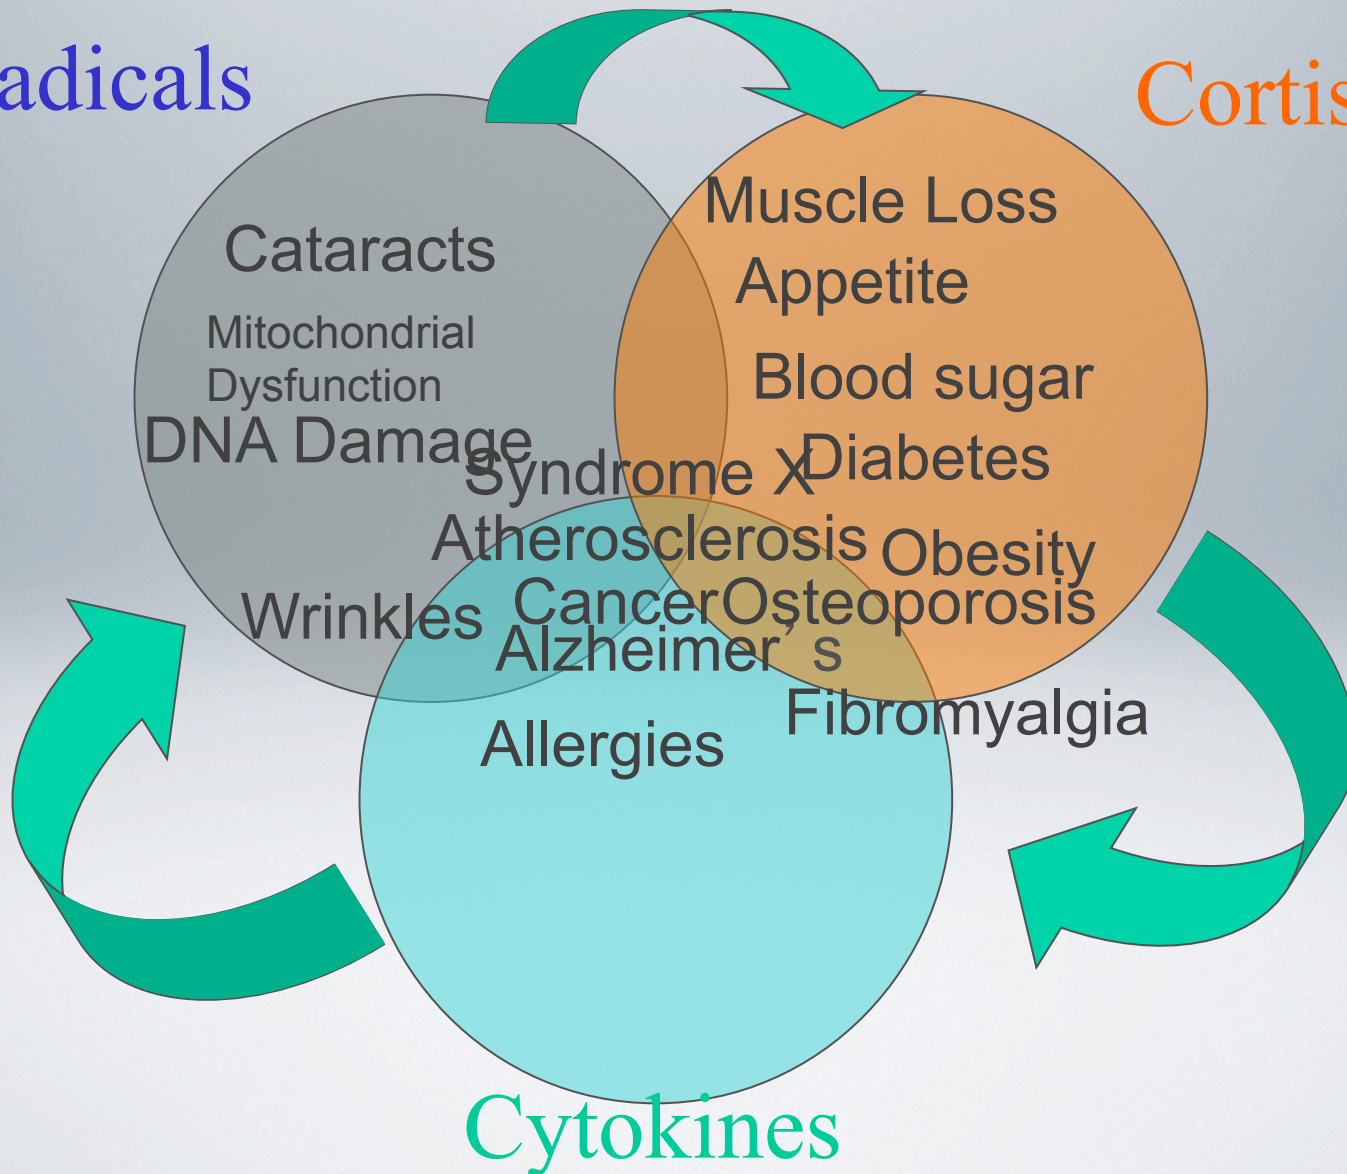 adicals
Cortis
Muscle Loss
Cataracts
Appetite
Mitochondrial
Dysfunction
Blood sugar
DNA Damage
Syndrome X
Diabetes
Atherosclerosis
Obesity
Wrinkles
Cancer
Osteoporosis
Alzheimer´s
Fibromyalgia
Allergies
Cytokines